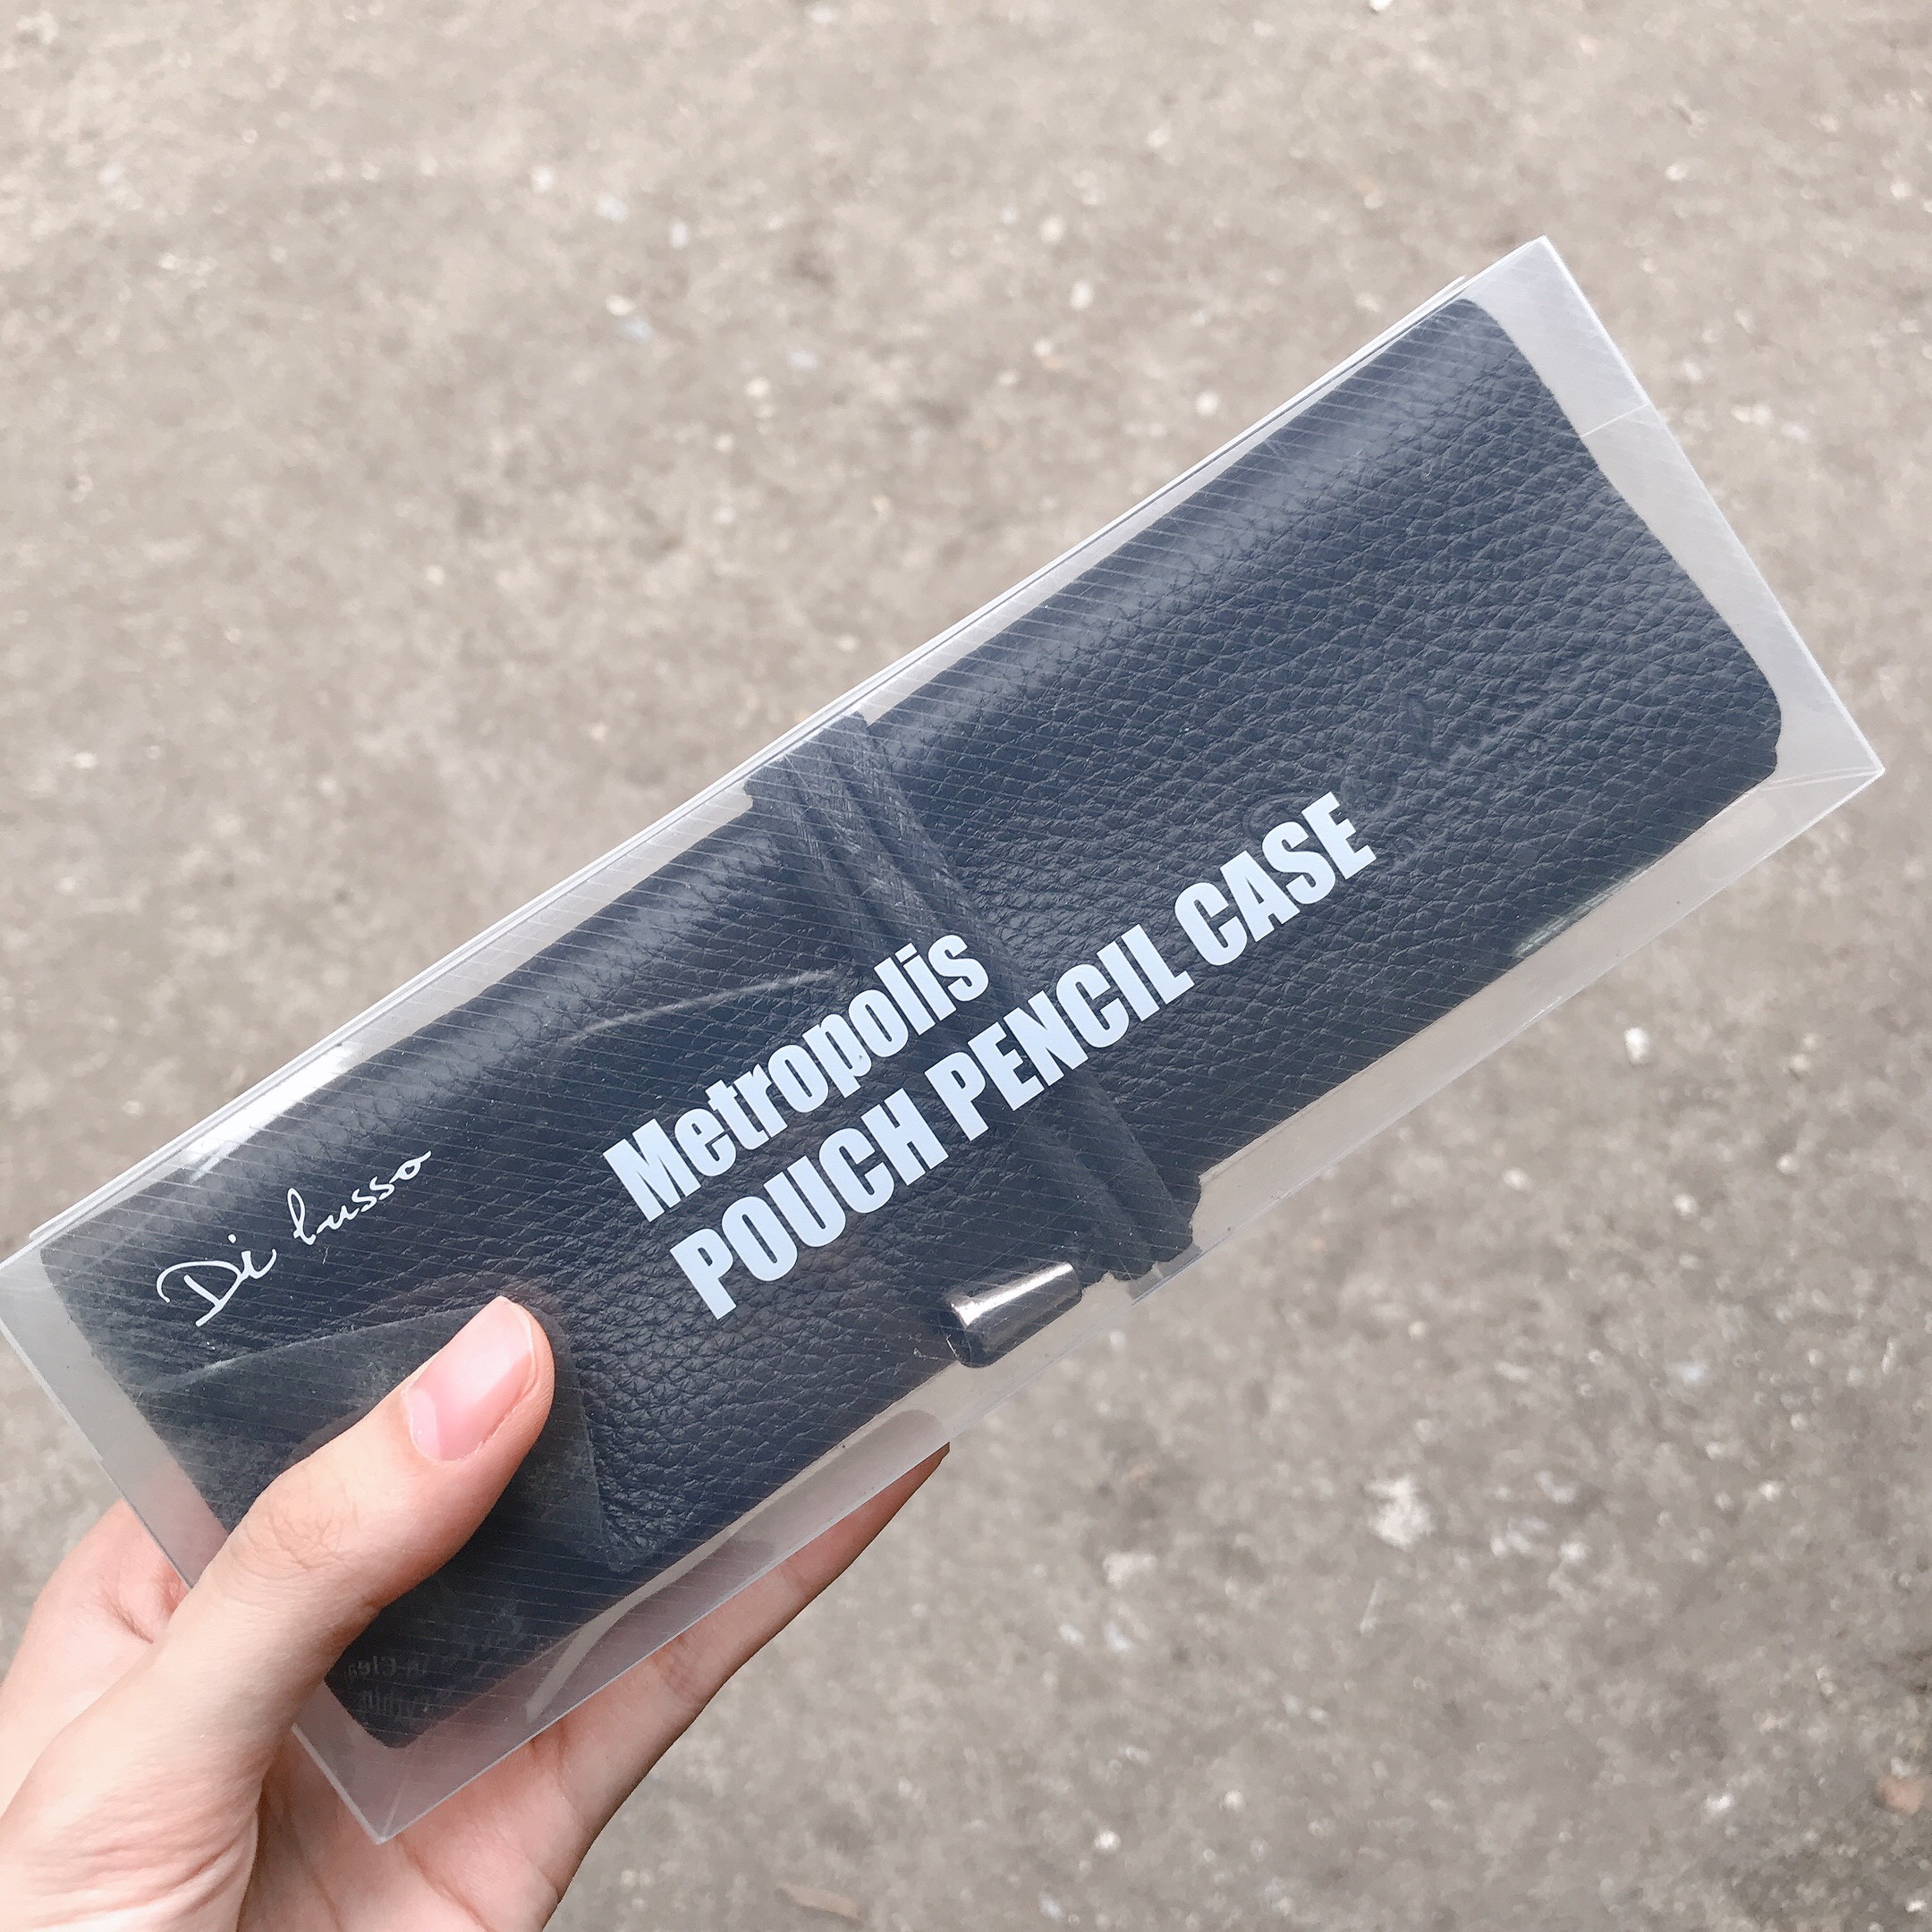 Di lusso
Metropolis
POUCH PENCIL CASE